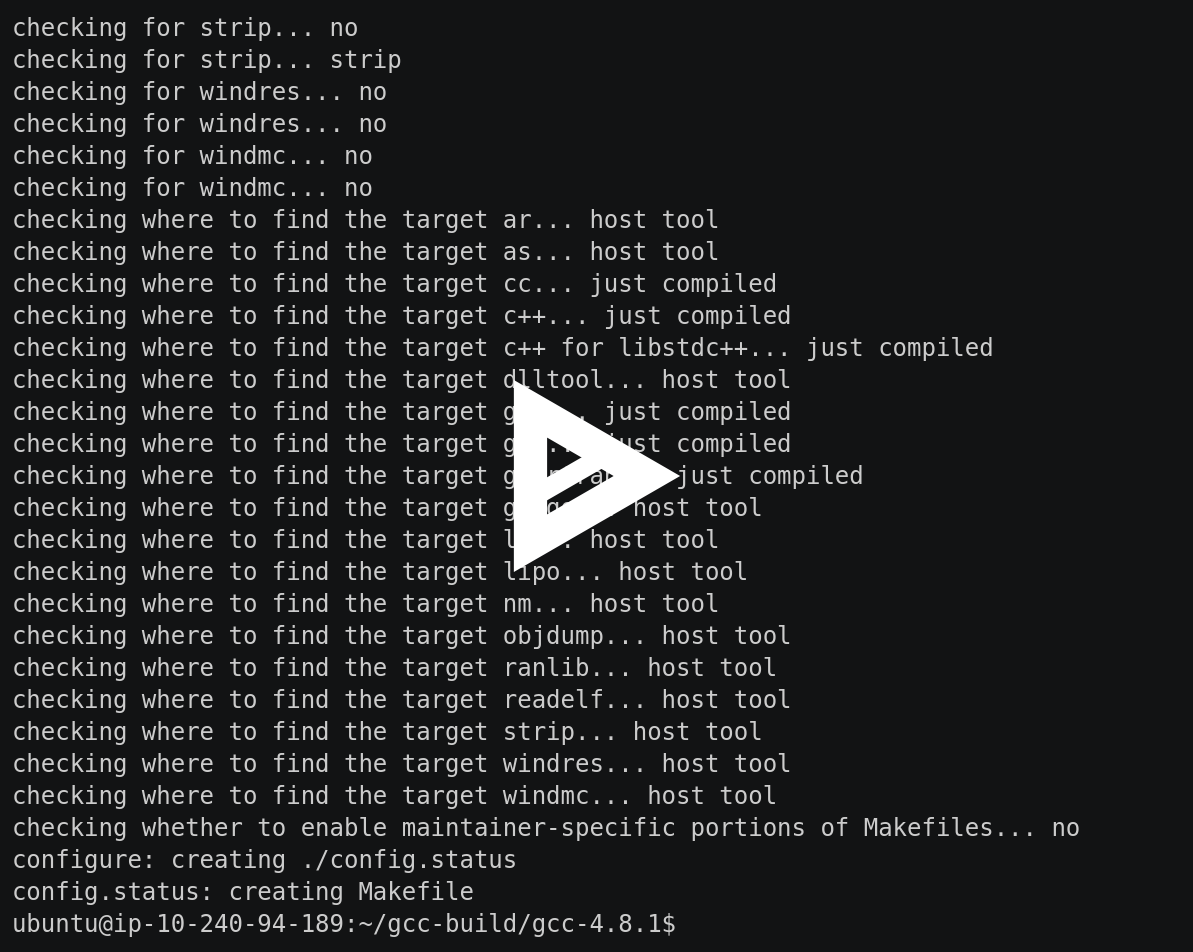 checking for strip... no
checking for strip... strip
checking for windres... no
checking for windres... no
checking for windmc... no
checking for windmc... no
checking where to find the target ar... host tool
checking where to find the target as... host tool
checking where to find the target cc... just compiled
checking where to find the target c++... just compiled
checking where to find the target c++ for libstdc++... just compiled
checking where to find the target dlltool... host tool
checking where to find the target just compiled
checking where to find the target just compiled
checking where to find the target just compiled
checking where to find the target host tool
checking where to find the target host tool
checking where to find the target lipo... host tool
checking where to find the target nm... host tool
checking where to find the target objdump... host tool
checking where to find the target ranlib... host tool
checking where to find the target readelf... host tool
checking where to find the target strip... host tool
checking where to find the target windres... host tool
checking where to find the target windmc... host tool
checking whether to enable maintainer-specific portions of Makefiles... no
configure: creating ./config.status
config.status: creating Makefile
ubuntu@ip-10-240-94-189:~/gcc-build/gcc-4.8.1$